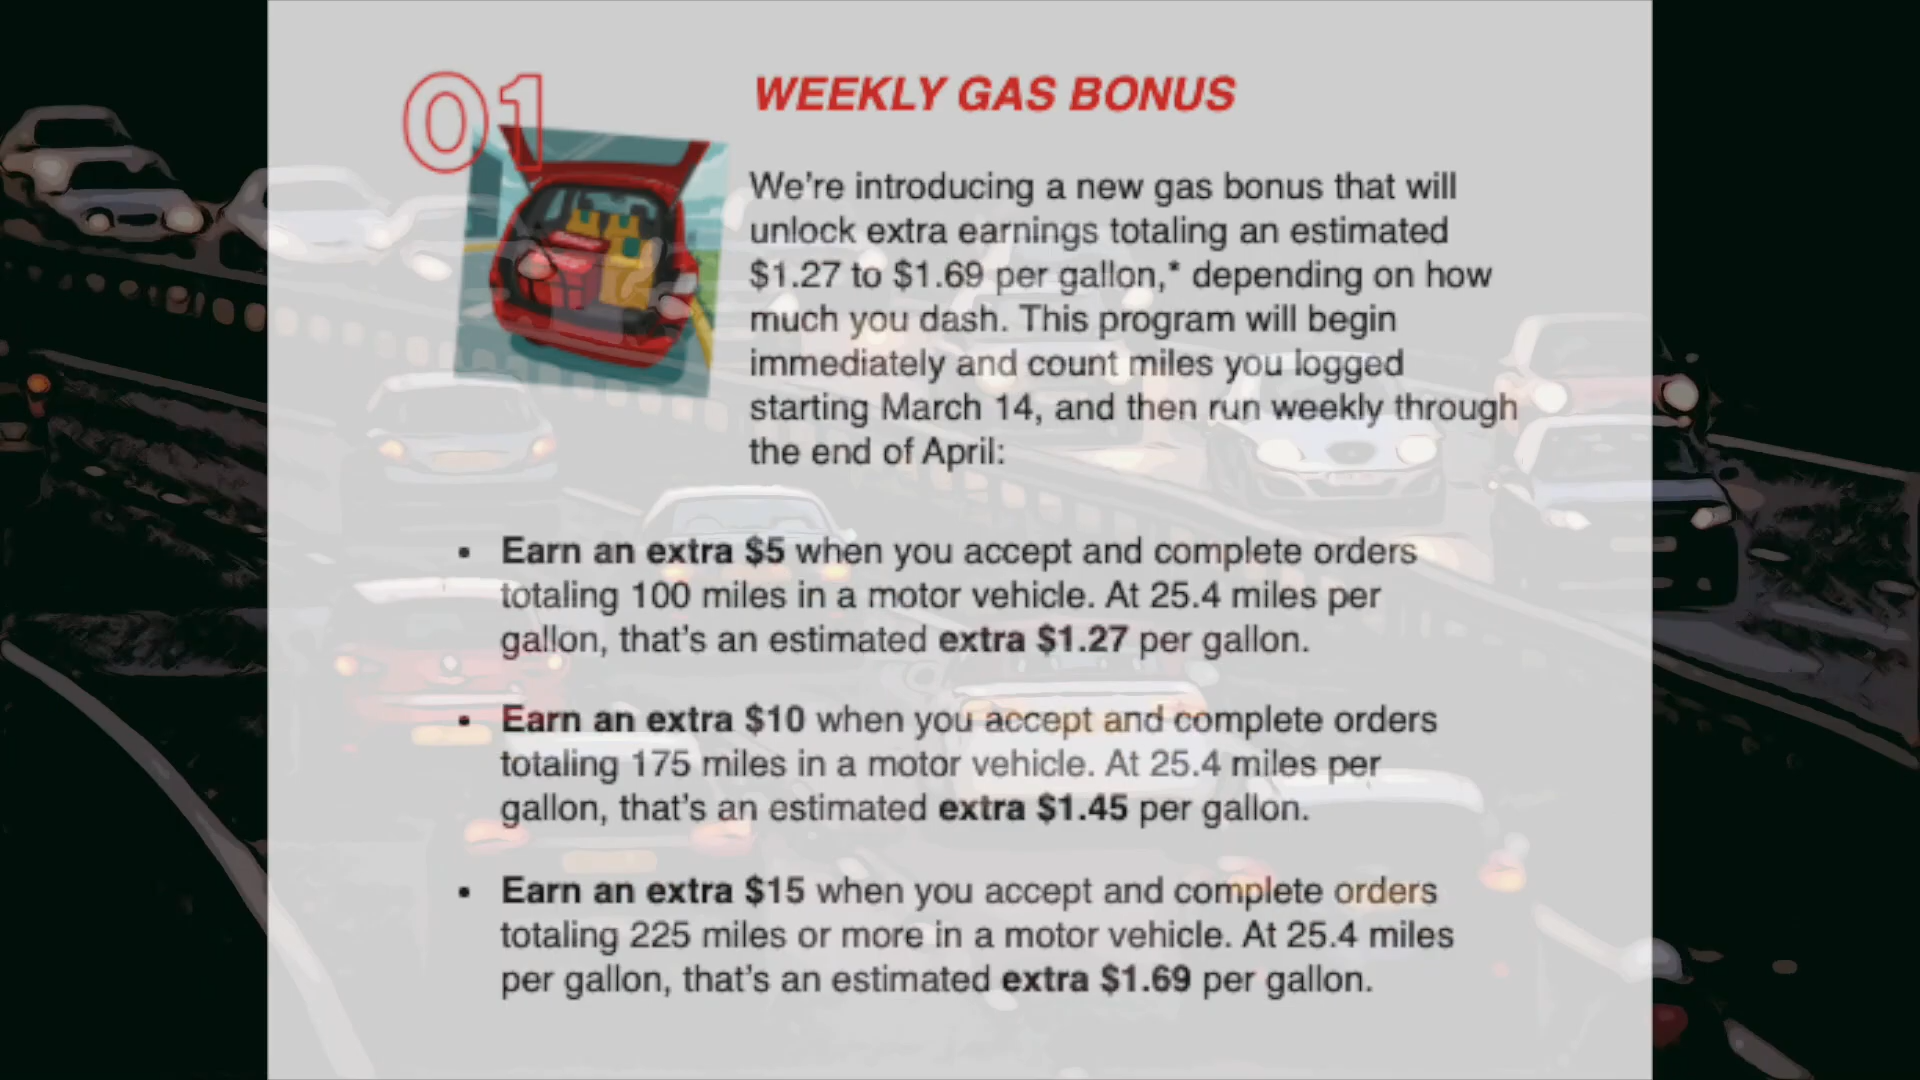 01
WEEKLY GAS BONUS
We're introducing a new gas bonus that will
unlock extra earnings totaling an estimated
$1.27 to $1.69 per gallon,* depending on how
much you dash. This program will begin
immediately and count miles you logged
starting March 14, and then run weekly through
the end of April:
▪ Earn an extra $5 when you accept and complete orders
totaling 100 miles in a motor vehicle. At 25.4 miles per
gallon, that's an estimated extra $1.27 per gallon.
▪ Earn an extra $10 when you accept and complete orders
totaling 175 miles in a motor vehicle. At 25.4 miles per
gallon, that's an estimated extra $1.45 per gallon.
▪ Earn an extra $15 when you accept and complete orders
totaling 225 miles or more in a motor vehicle. At 25.4 miles
per gallon, that's an estimated extra $1.69 per gallon.